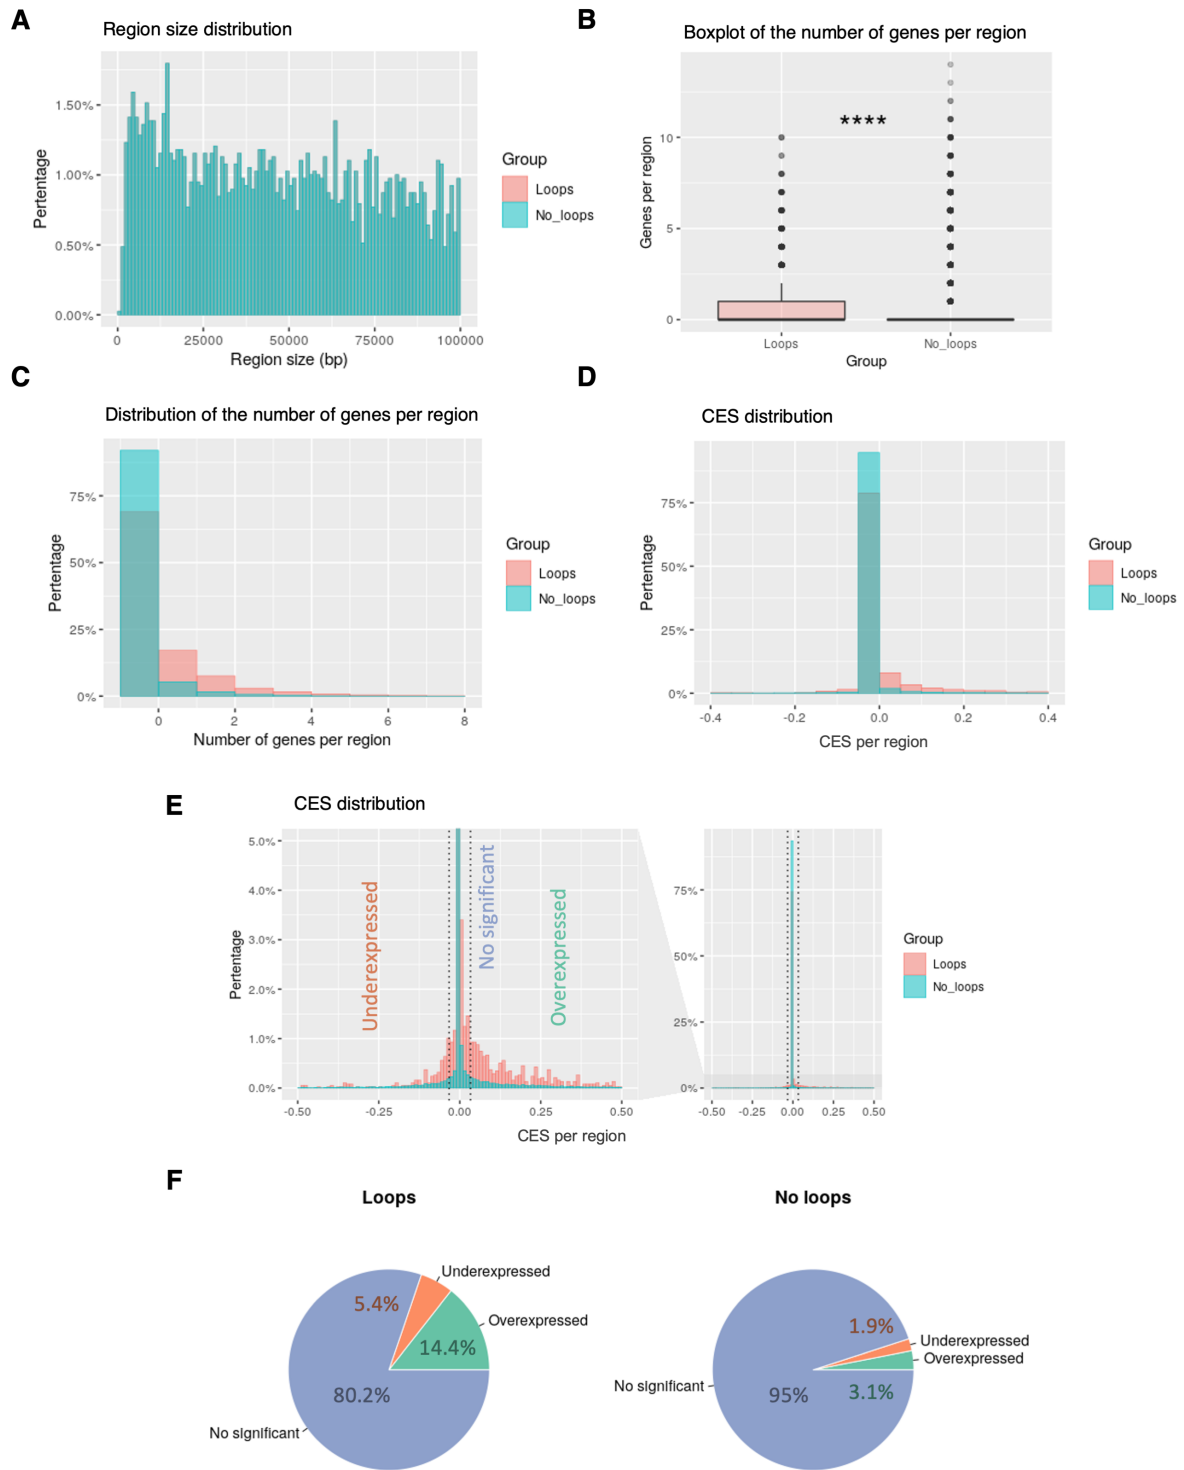 A
Region size distribution
Pertentage
1.50%
1.00%
0.50%
0.00%
0 25000 50000 75000 100000
Region size (bp)
Group
Loops
No_loops
B
Boxplot of the number of genes per region
Genes per region
10
5
0
****
Loops No_loops
Group
C
Distribution of the number of genes per region
Pertentage
75%
50%
25%
0%
0 2 4 6 8
Number of genes per region
Group
Loops
No_loops
D
CES distribution
Pertentage
75%
50%
25%
0%
-0.4 -0.2 0.0 0.2 0.4
CES per region
Group
Loops
No_loops
E
CES distribution
Pertentage
5.0%
4.0%
3.0%
2.0%
1.0%
0.0%
Underexpressed
No significant
Overexpressed
-0.50 -0.25 0.00 0.25 0.50
75%
50%
25%
0%
-0.50 -0.25 0.00 0.25 0.50
CES per region
Group
Loops
No_loops
F
Loops
Underexpressed
5.4%
Overexpressed
14.4%
80.2%
No significant
No loops
1.9%
Underexpressed
Overexpressed
No significant
95%
3.1%